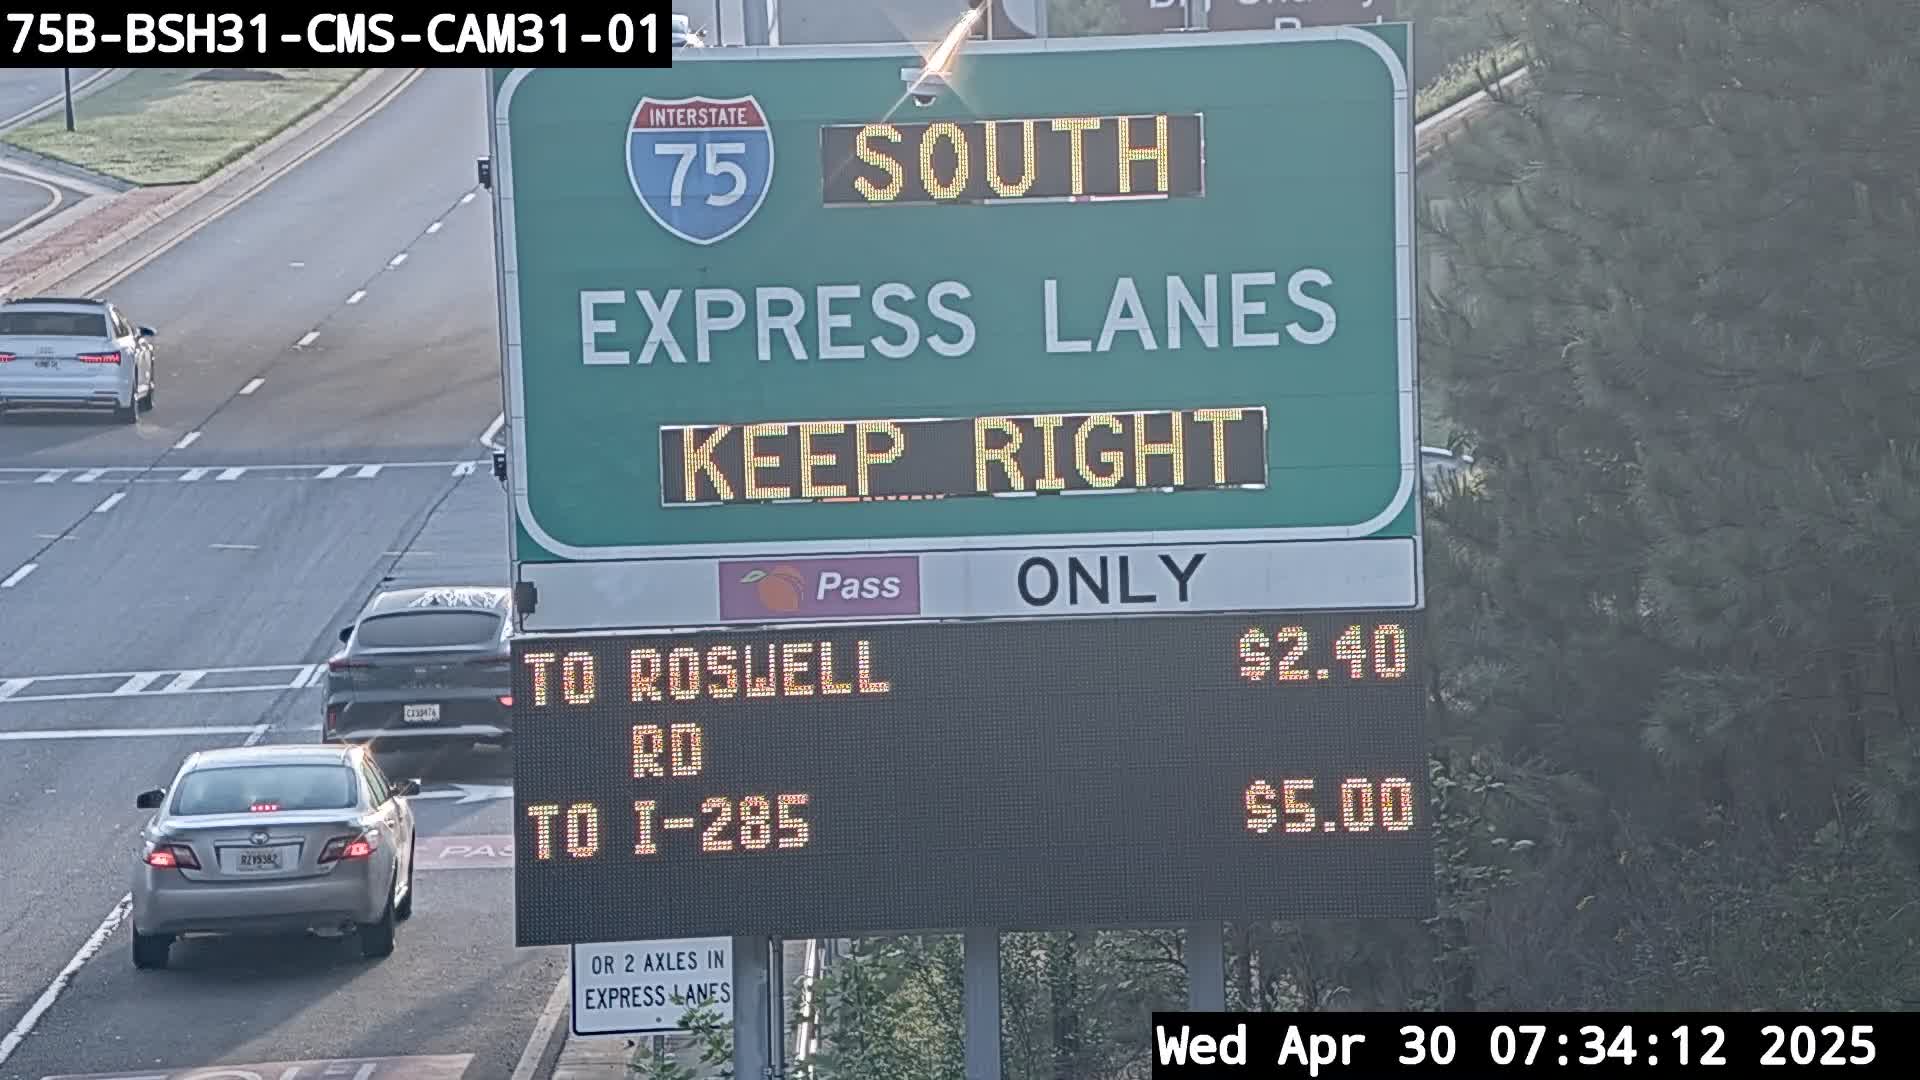 75B-BSH31-CMS-CAM31-01
INTERSTATE
75
SOUTH
EXPRESS LANES
KEEP RIGHT
Pass
ONLY
TO ROSWELL $2.40
RD
TO I-285 $5.00
OR 2 AXLES IN
EXPRESS LANES
Wed Apr 30 07:34:12 2025